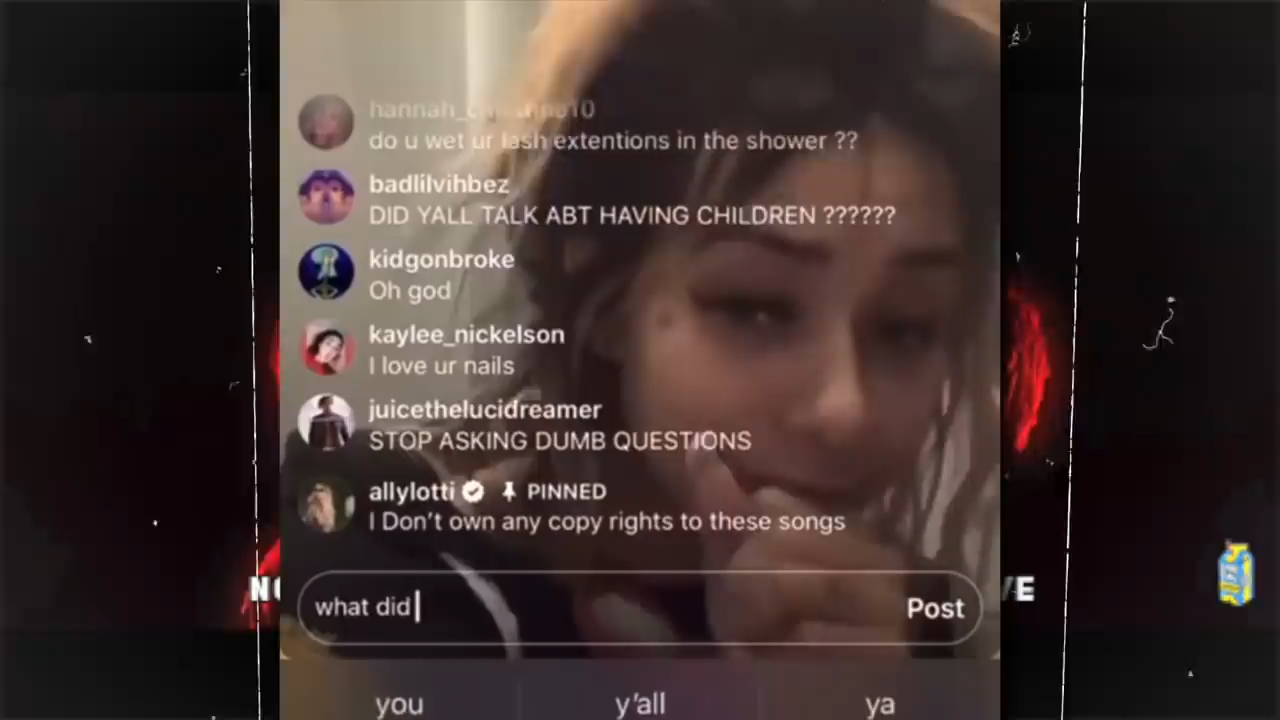 do u wet ur lash extentions in the shower ??
badlilvihbez
DID YALL TALK ABT HAVING CHILDREN ??????
kidgonbroke
Oh god
kaylee_nickelson
I love ur nails
juicethelucidreamer
STOP ASKING DUMB QUESTIONS
allylotti PINNED
I Don’t own any copy rights to these songs
what did
Post
you y’all ya